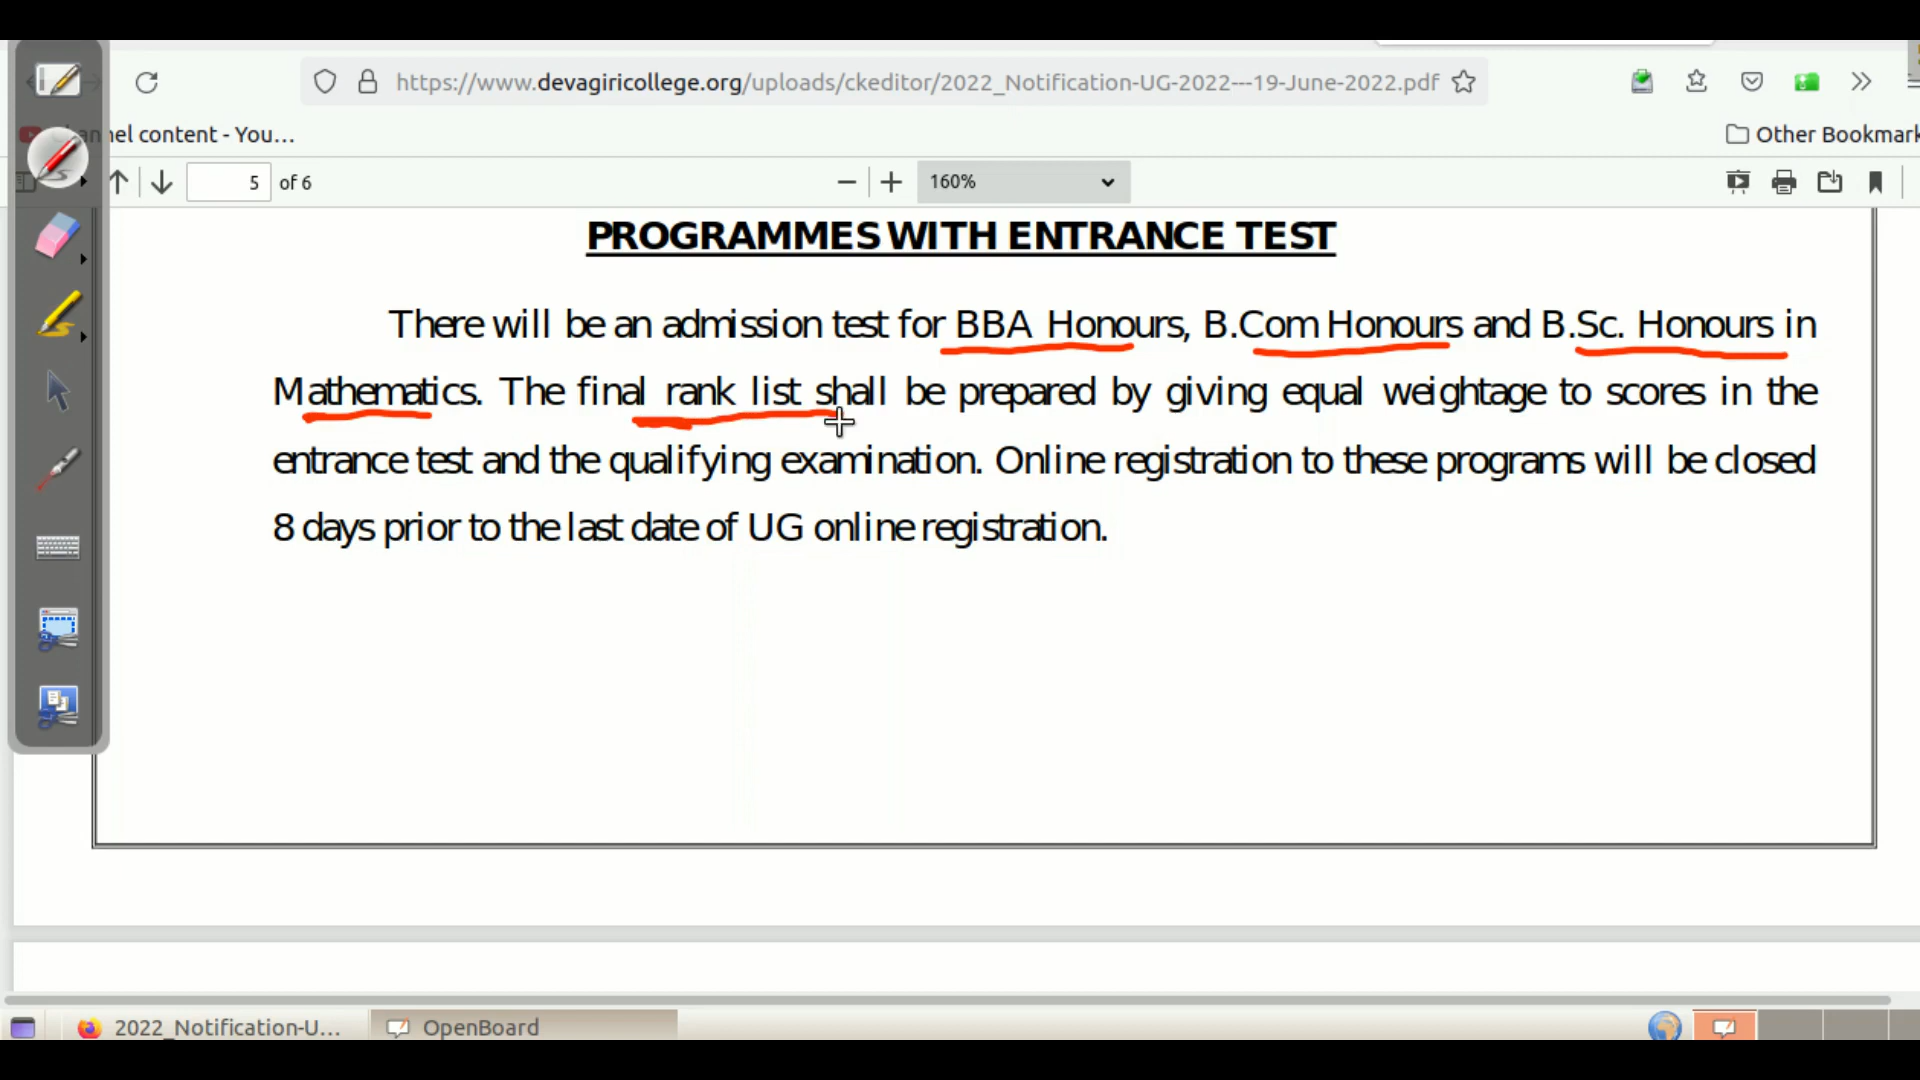 https://www.devagiricollege.org/uploads/ckeditor/2022_Notification-UG-2022---19-June-2022.pdf
nel content - You...
Other Bookmark
5 of 6
160%
PROGRAMMES WITH ENTRANCE TEST
There will be an admission test for BBA Honours, B.Com Honours and B.Sc. Honours in
Mathematics. The final rank list shall be prepared by giving equal weightage to scores in the
entrance test and the qualifying examination. Online registration to these programs will be closed
8 days prior to the last date of UG online registration.
2022_Notification-U...
OpenBoard